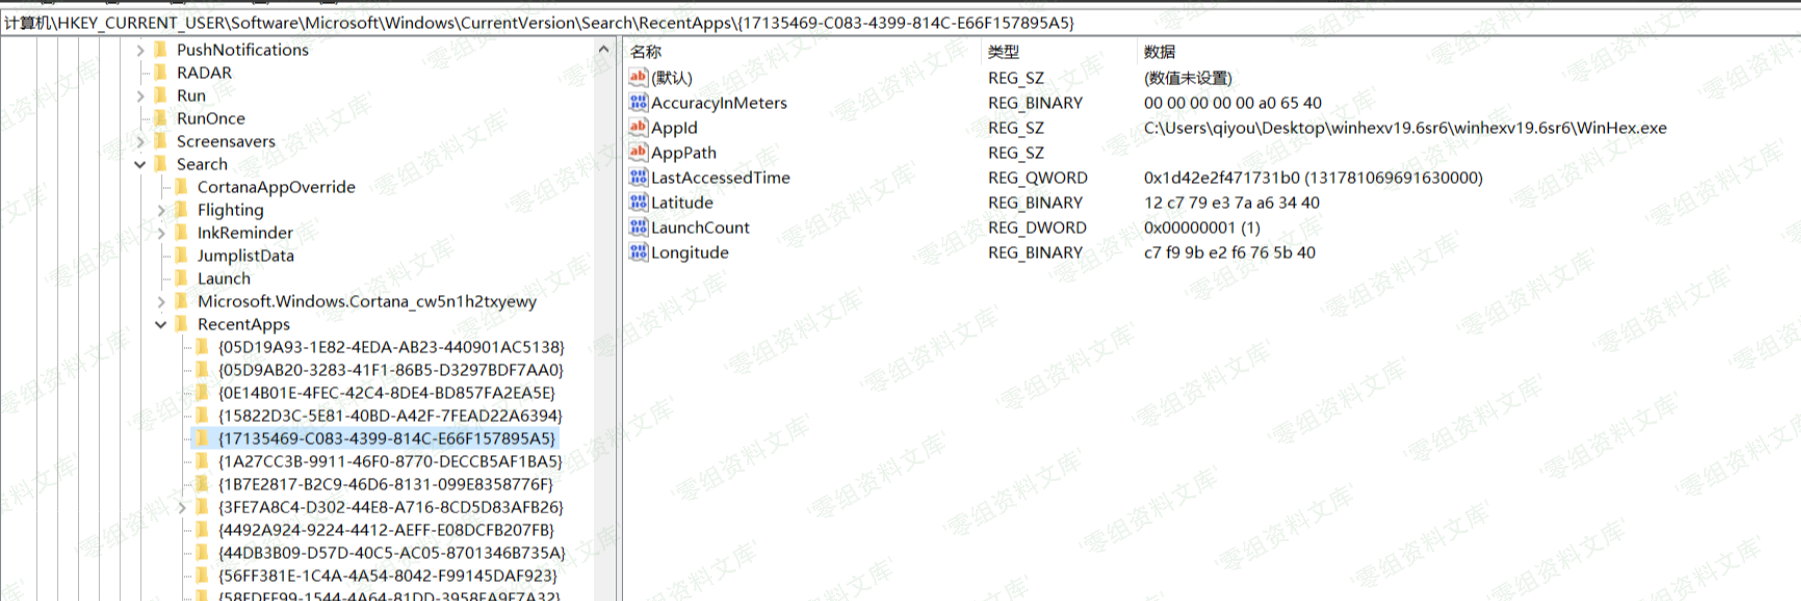 计算机\HKEY_CURRENT_USER\Software\Microsoft\Windows\CurrentVersion\Search\RecentApps\{17135469-C083-4399-814C-E66F157895A5}
PushNotifications
RADAR
Run
RunOnce
Screensavers
Search
CortanaAppOverride
Flighting
InkReminder
JumplistData
Launch
Microsoft.Windows.Cortana_cw5n1h2txyewy
RecentApps
{05D19A93-1E82-4EDA-AB23-440901AC5138}
{05D9AB20-3283-41F1-86B5-D3297BDF7AA0}
{0E14B01E-4FEC-42C4-8DE4-BD857FA2EA5E}
{15822D3C-5E81-40BD-A42F-7FEAD22A6394}
{17135469-C083-4399-814C-E66F157895A5}
{1A27CC3B-9911-46F0-8770-DECCB5AF1BA5}
{1B7E2817-B2C9-46D6-8131-099E8358776F}
{3FE7A8C4-D302-44E8-A716-8CD5D83AFB26}
{4492A924-9224-4412-AEFF-E08DCFB207FB}
{44DB3B09-D57D-40C5-AC05-8701346B735A}
{56FF381E-1C4A-4A54-8042-F99145DAF923}
名称 类型 数据
(默认) REG_SZ (数值未设置)
AccuracyInMeters REG_BINARY 00 00 00 00 00 a0 65 40
AppId REG_SZ C:\Users\qiyou\Desktop\winhexv19.6sr6\winhexv19.6sr6\WinHex.exe
AppPath REG_SZ
LastAccessedTime REG_QWORD 0x1d42e2f471731b0 (131781069691630000)
Latitude REG_BINARY 12 c7 79 e3 7a a6 34 40
LaunchCount REG_DWORD 0x00000001 (1)
Longitude REG_BINARY c7 f9 9b e2 f6 76 5b 40
'零组资料文库'